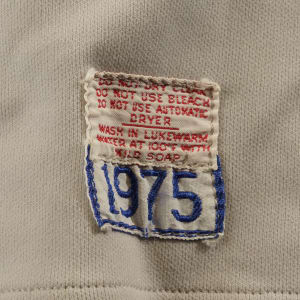 DO NOT DRY CLEAN
DO NOT USE BLEACH
DO NOT USE AUTOMATIC
DRYER
WASH IN LUKEWARM
WATER AT 100°F WITH
MILD SOAP
1975